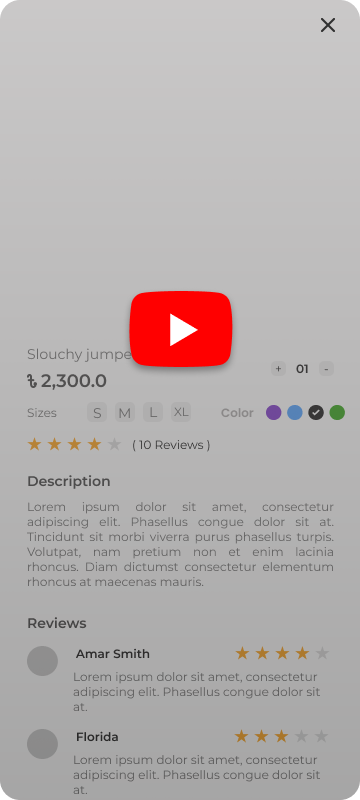 Slouchy jumpe
৳ 2,300.0
+ 01 -
Sizes S M L XL Color
( 10 Reviews )
Description
Lorem ipsum dolor sit amet, consectetur
adipiscing elit. Phasellus congue dolor sit at.
Tincidunt sit morbi viverra purus phasellus turpis.
Volutpat, nam pretium non et enim lacinia
rhoncus. Diam dictumst consectetur elementum
rhoncus at maecenas mauris.
Reviews
Amar Smith
Lorem ipsum dolor sit amet, consectetur
adipiscing elit. Phasellus congue dolor sit
at.
Florida
Lorem ipsum dolor sit amet, consectetur
adipiscing elit. Phasellus congue dolor sit
at.